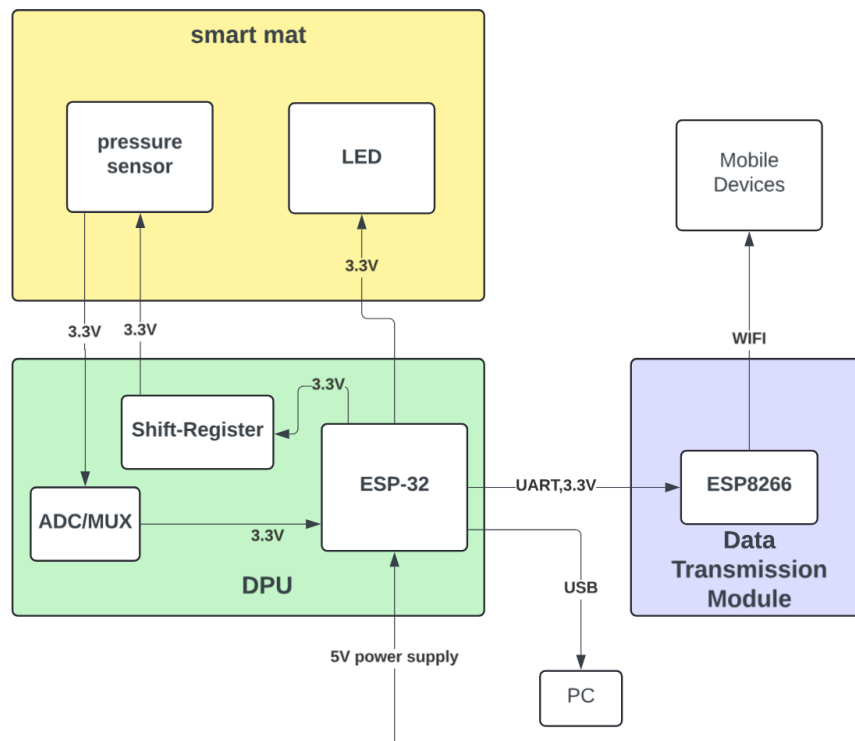 smart mat
pressure
sensor
LED
Mobile
Devices
3.3V
3.3V
3.3V
WIFI
3.3V
Shift-Register
ESP-32
UART,3.3V
ESP8266
ADC/MUX
3.3V
DPU
Data
Transmission
Module
USB
5V power supply
PC